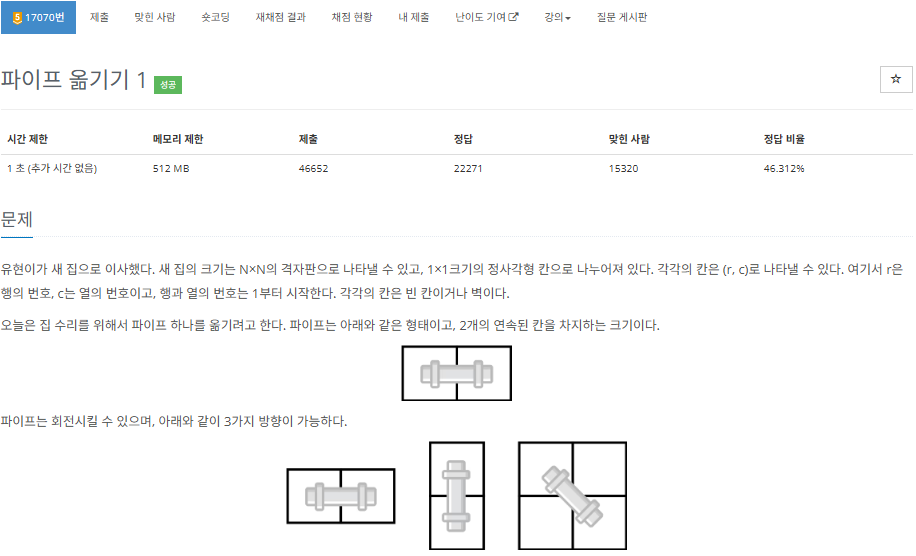 5 17070번 제출 맞힌 사람 숏코딩 재채점 결과 채점 현황 내 제출 난이도 기여 강의 질문 게시판
파이프 옮기기 1 성공
시간 제한 메모리 제한 제출 정답 맞힌 사람 정답 비율
1 초 (추가 시간 없음) 512 MB 46652 22271 15320 46.312%
문제
유현이가 새 집으로 이사했다. 새 집의 크기는 N×N의 격자판으로 나타낼 수 있고, 1×1크기의 정사각형 칸으로 나누어져 있다. 각각의 칸은 (r, c)로 나타낼 수 있다. 여기서 r은
행의 번호, c는 열의 번호이고, 행과 열의 번호는 1부터 시작한다. 각각의 칸은 빈 칸이거나 벽이다.
오늘은 집 수리를 위해서 파이프 하나를 옮기려고 한다. 파이프는 아래와 같은 형태이고, 2개의 연속된 칸을 차지하는 크기이다.
파이프는 회전시킬 수 있으며, 아래와 같이 3가지 방향이 가능하다.